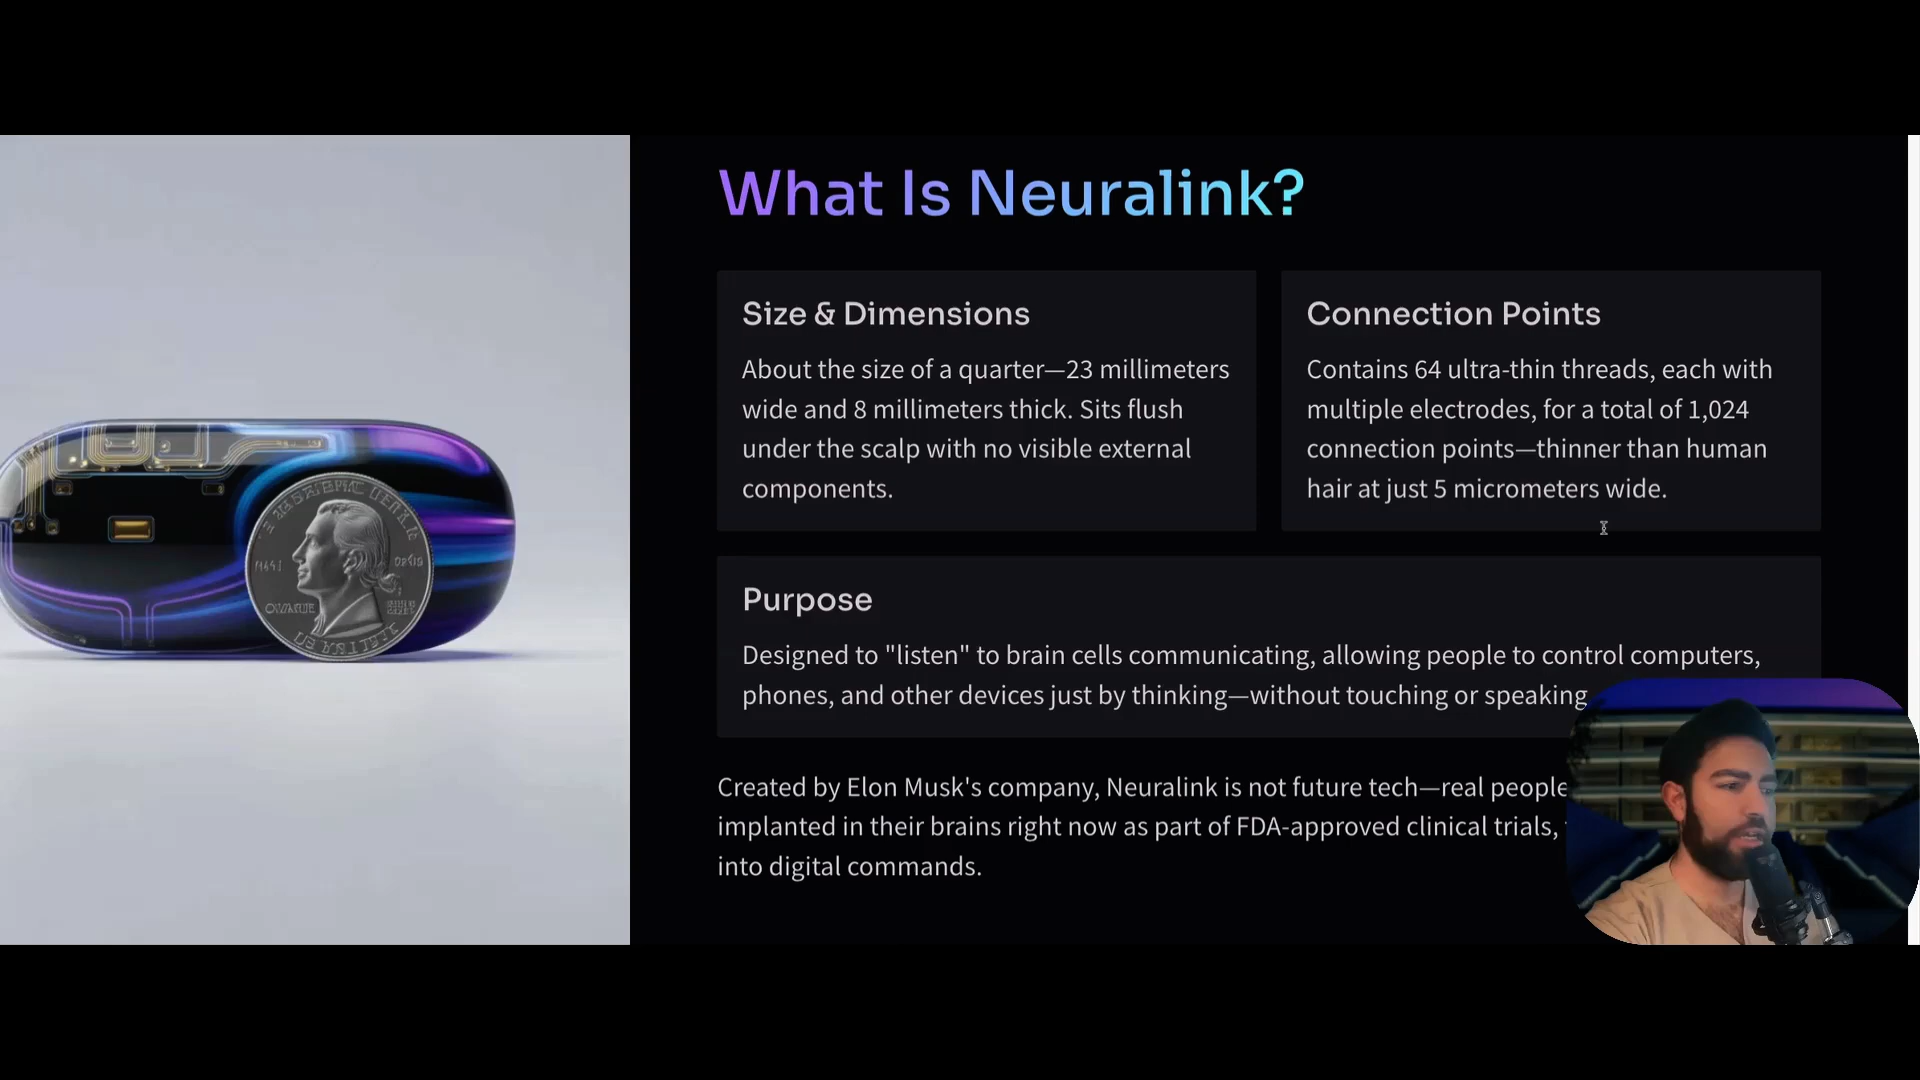 What Is Neuralink?
Size & Dimensions
About the size of a quarter—23 millimeters
wide and 8 millimeters thick. Sits flush
under the scalp with no visible external
components.
Connection Points
Contains 64 ultra-thin threads, each with
multiple electrodes, for a total of 1,024
connection points—thinner than human
hair at just 5 micrometers wide.
Purpose
Designed to "listen" to brain cells communicating, allowing people to control computers,
phones, and other devices just by thinking—without touching or speaking
Created by Elon Musk's company, Neuralink is not future tech—real people
implanted in their brains right now as part of FDA-approved clinical trials,
into digital commands.